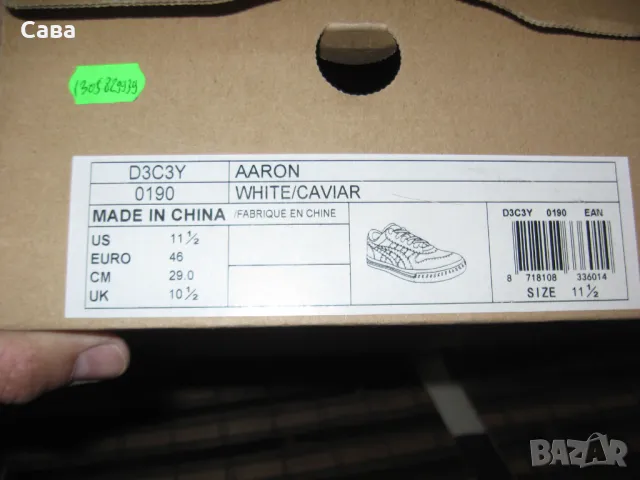 Сава
D3C3Y AARON
0190 WHITE/CAVIAR
MADE IN CHINA /FABRIQUÉ EN CHINE
US 11 ½
EURO 46
CM 29.0
UK 10 ½
D3C3Y 0190 EAN
8 718108 336014
SIZE 11 ½
BAZAR